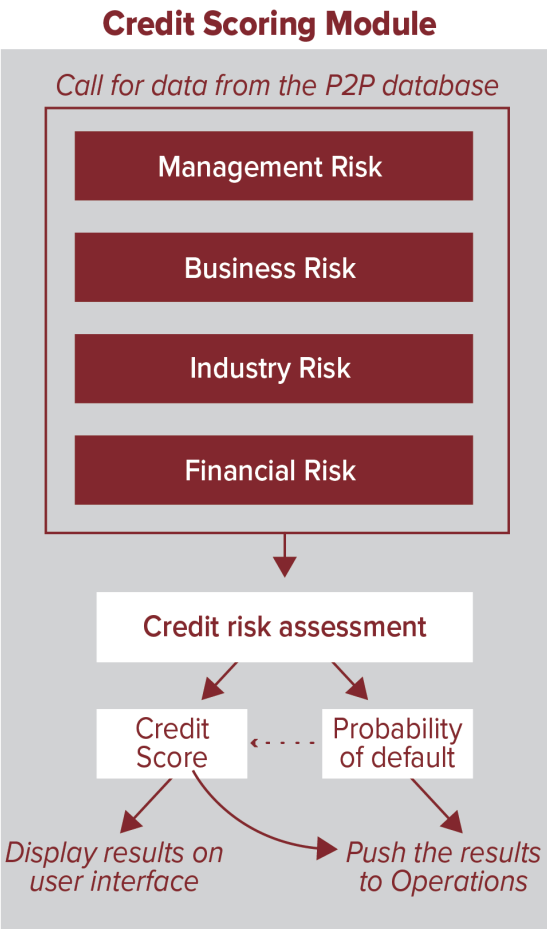 Credit Scoring Module
Call for data from the P2P database
Management Risk
Business Risk
Industry Risk
Financial Risk
Credit risk assessment
Credit
Score
Probability
of default
Display results on
user interface
Push the results
to Operations